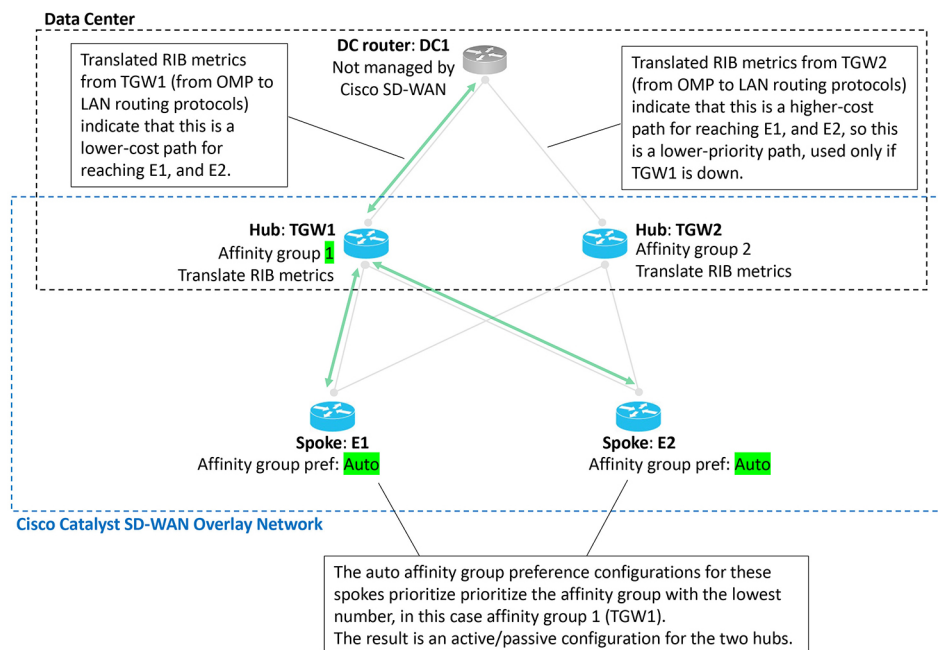 Data Center
DC router: DC1
Not managed by
Cisco SD-WAN
Translated RIB metrics
from TGW1 (from OMP to
LAN routing protocols)
indicate that this is a
lower-cost path for
reaching E1, and E2.
Translated RIB metrics from TGW2
(from OMP to LAN routing protocols)
indicate that this is a higher-cost
path for reaching E1, and E2, so this
is a lower-priority path, used only if
TGW1 is down.
Hub: TGW1
Affinity group 1
Translate RIB metrics
Hub: TGW2
Affinity group 2
Translate RIB metrics
Spoke: E1
Affinity group pref: Auto
Spoke: E2
Affinity group pref: Auto
Cisco Catalyst SD-WAN Overlay Network
The auto affinity group preference configurations for these
spokes prioritize prioritize the affinity group with the lowest
number, in this case affinity group 1 (TGW1).
The result is an active/passive configuration for the two hubs.